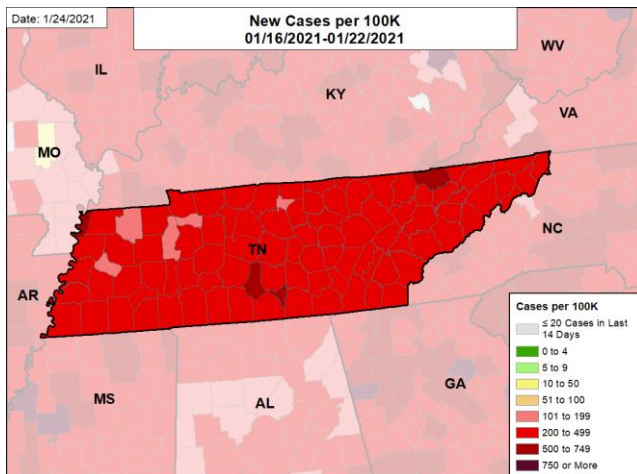 Date: 1/24/2021
New Cases per 100K
01/16/2021-01/22/2021
WV
IL
KY
VA
MO
NC
TN
AR
MS
AL
GA
Cases per 100K
≤ 20 Cases in Last
14 Days
0 to 4
5 to 9
10 to 50
51 to 100
101 to 199
200 to 499
500 to 749
750 or More